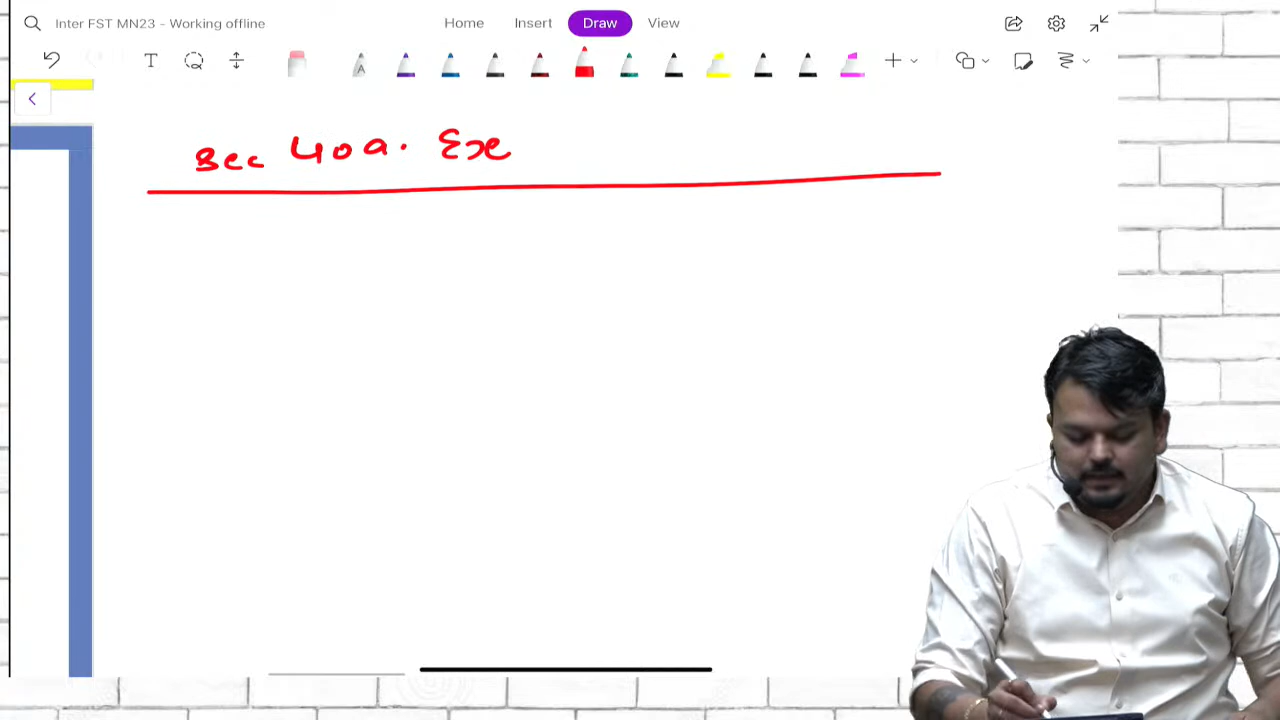 Inter FST MN23 - Working offline
Home Insert Draw View
T A
Sec 40a. Exe